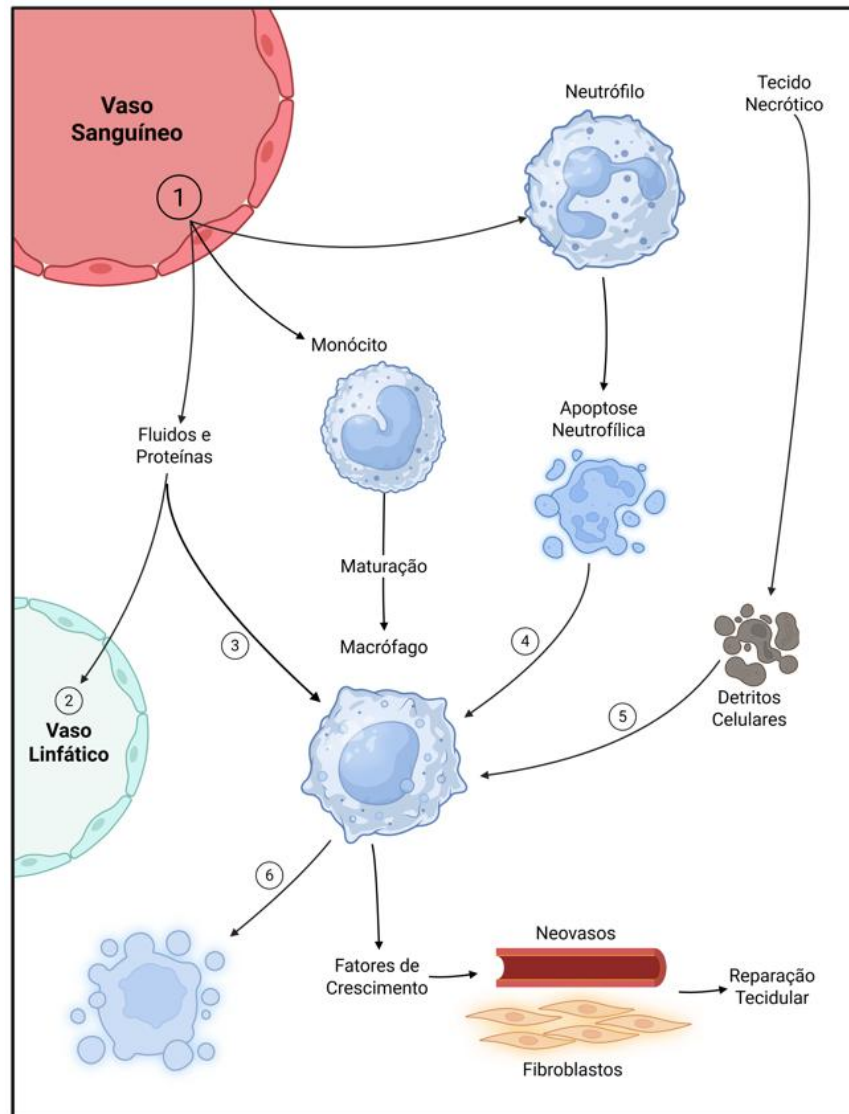 Vaso
Sanguíneo
1
Neutrófilo
Tecido
Necrótico
Monócito
Fluidos e
Proteínas
Apoptose
Neutrofílica
Maturação
Macrófago
3
4
2
Vaso
Linfático
5
Detritos
Celulares
6
Fatores de
Crescimento
Neovasos
Fibroblastos
Reparação
Tecidular